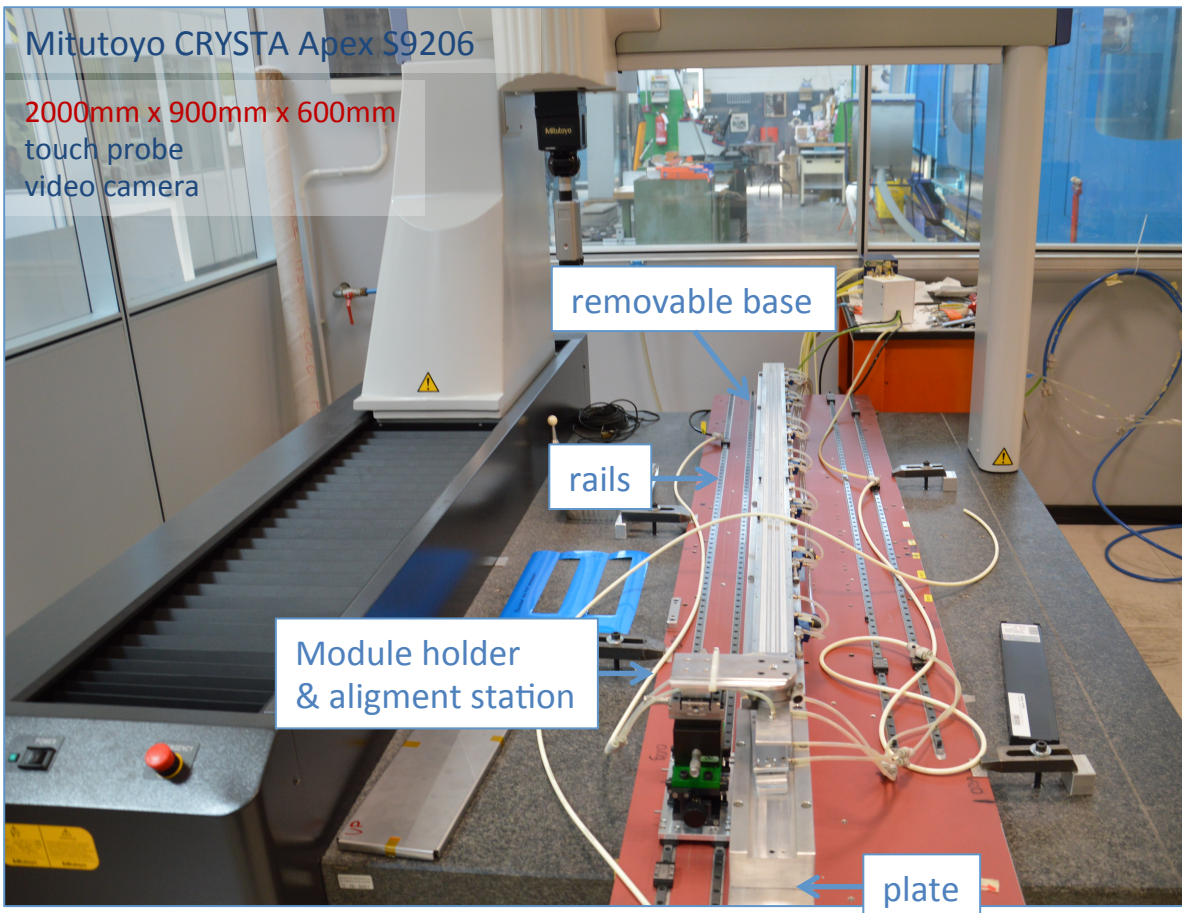 Mitutoyo CRYSTA Apex S9206
2000mm x 900mm x 600mm
touch probe
video camera
Mitutoyo
removable base
rails
Module holder
& aligment station
plate